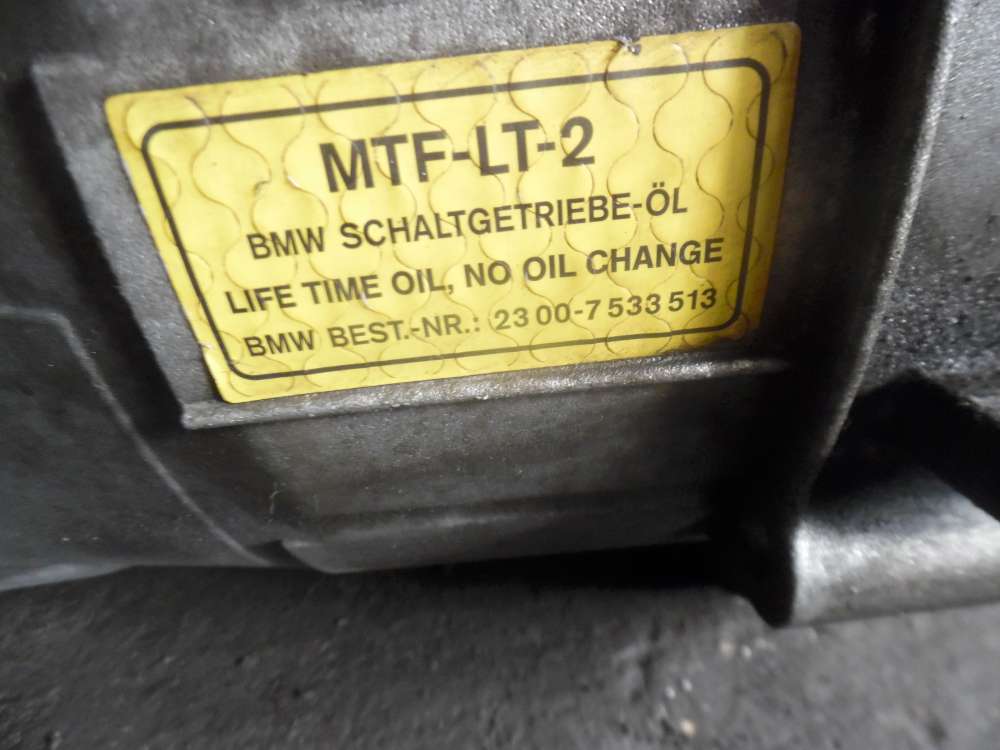 MTF-LT-2
BMW SCHALTGETRIEBE-ÖL
LIFE TIME OIL, NO OIL CHANGE
BMW BEST.-NR.: 23 00-7 533 513